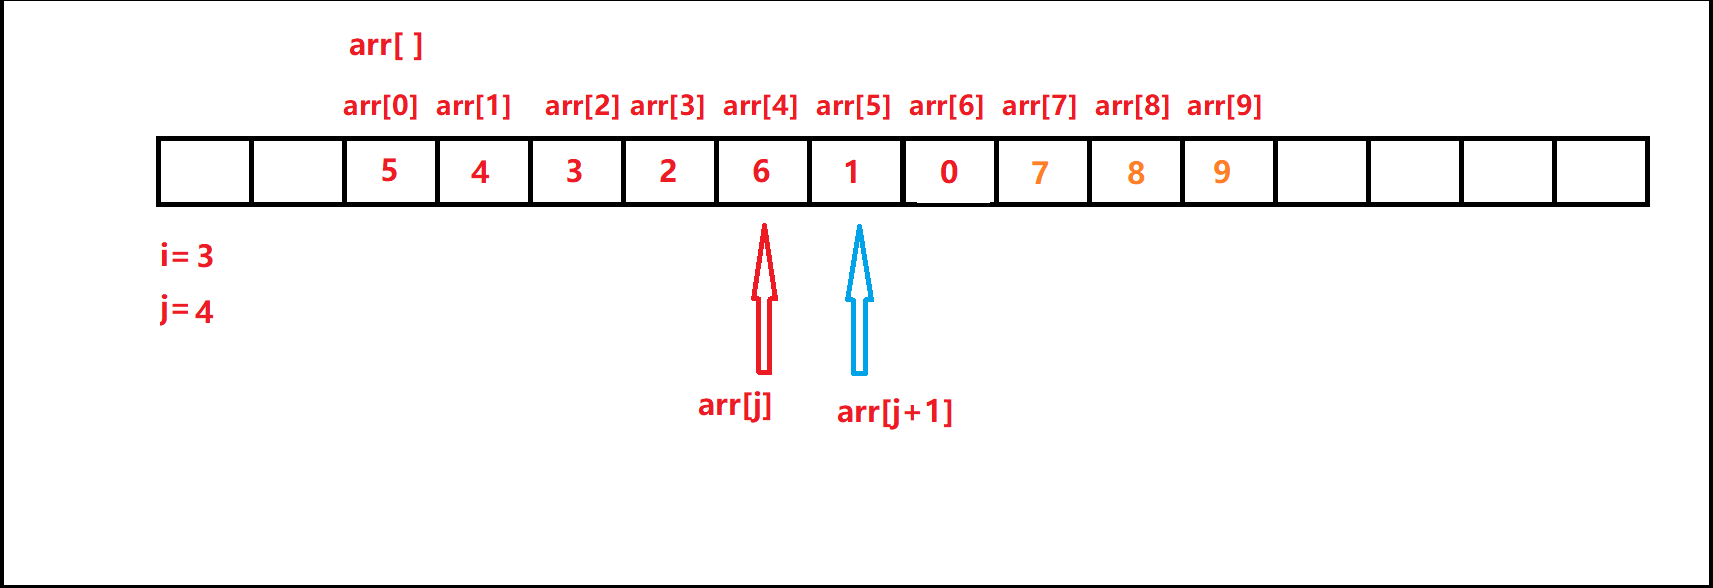 arr[ ]
arr[0] arr[1] arr[2] arr[3] arr[4] arr[5] arr[6] arr[7] arr[8] arr[9]
5 4 3 2 6 1 0 7 8 9
i= 3
j= 4
arr[j] arr[j+1]